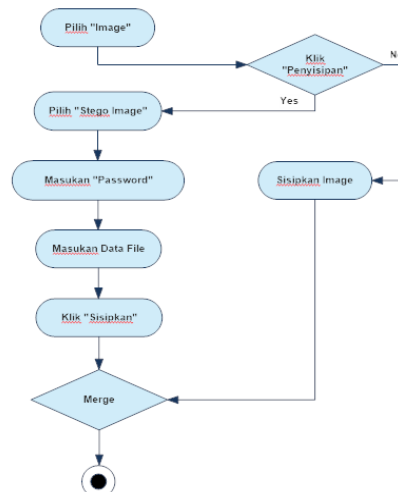 Pilih "Image"
Klik
"Penyisipan"
Yes
Pilih "Stego Image"
Masukan "Password"
Sisipkan Image
Masukan Data File
Klik "Sisipkan"
Merge